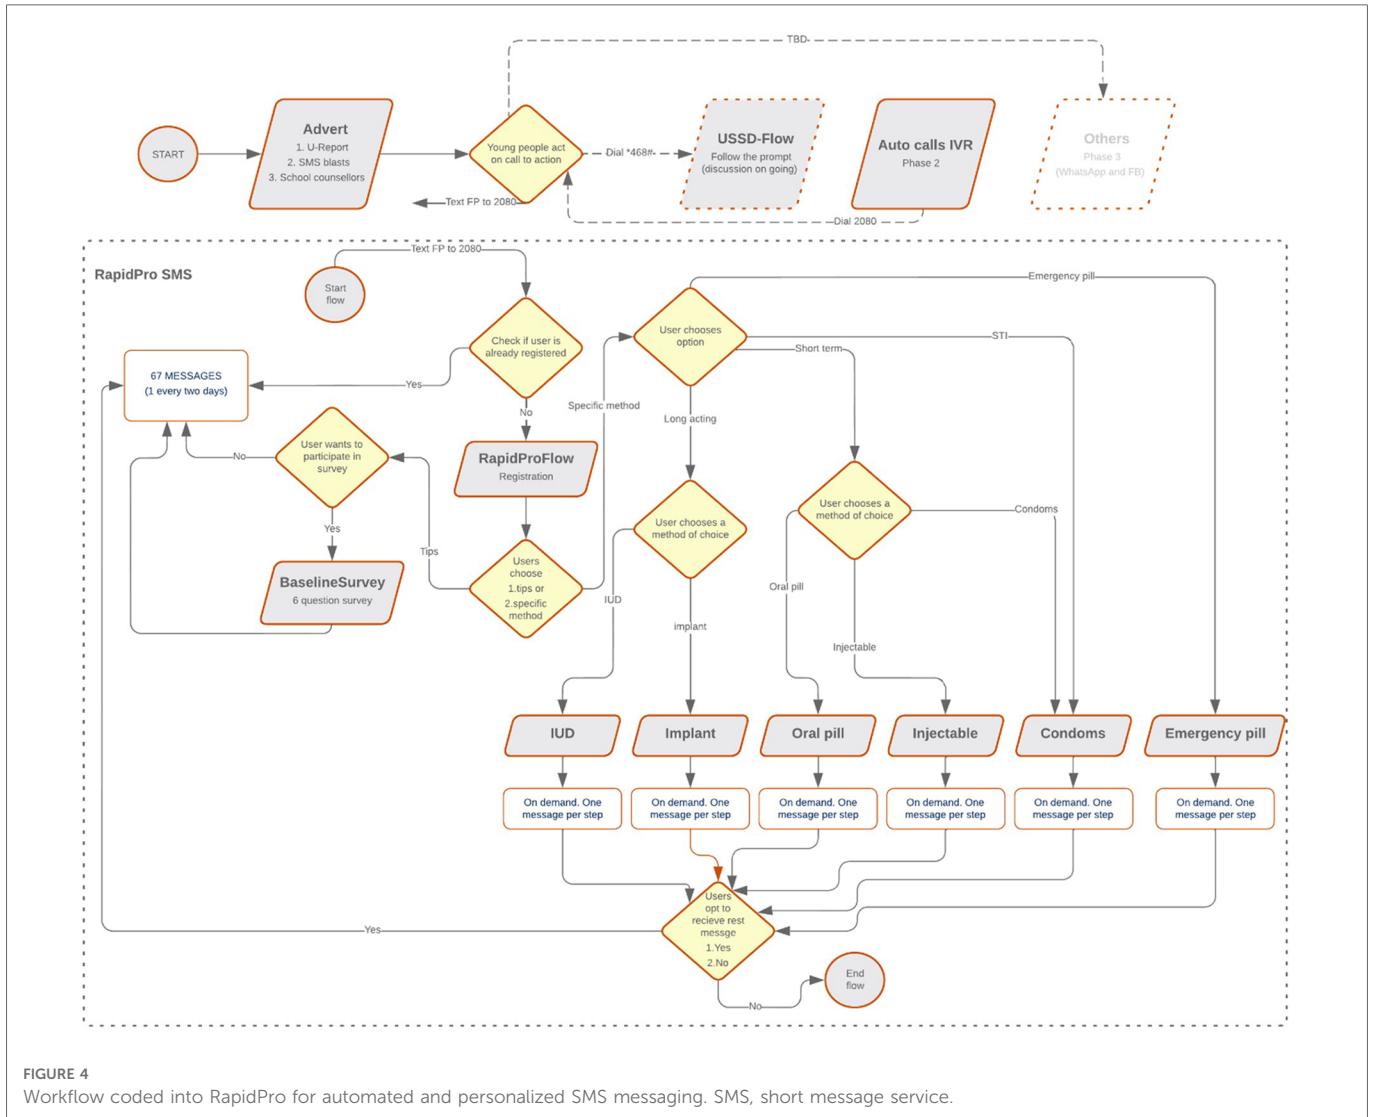 TBD
START
Advert
1. U-Report
2. SMS blasts
3. School counsellors
Young people act
on call to action
Dial *468#
USSD-Flow
Follow the prompt
(discussion on going)
Auto calls IVR
Phase 2
Others
Phase 3
(WhatsApp and FB)
Text FP to 2080
Dial 2080
RapidPro SMS
Text FP to 2080
Start
flow
Emergency pill
Check if user is
already registered
User chooses
option
STI
Short term
67 MESSAGES
(1 every two days)
Yes
No
Specific method
Long acting
User wants to
participate in
survey
No
RapidProFlow
Registration
User chooses a
method of choice
User chooses a
method of choice
Condoms
Yes
Tips
Users
choose
1.tips or
2.specific
method
BaselineSurvey
6 question survey
IUD
Oral pill
implant
Injectable
IUD
Implant
Oral pill
Injectable
Condoms
Emergency pill
On demand. One
message per step
On demand. One
message per step
On demand. One
message per step
On demand. One
message per step
On demand. One
message per step
On demand. One
message per step
Users
opt to
recieve rest
messge
1.Yes
2.No
Yes
End
flow
No
FIGURE 4
Workflow coded into RapidPro for automated and personalized SMS messaging. SMS, short message service.